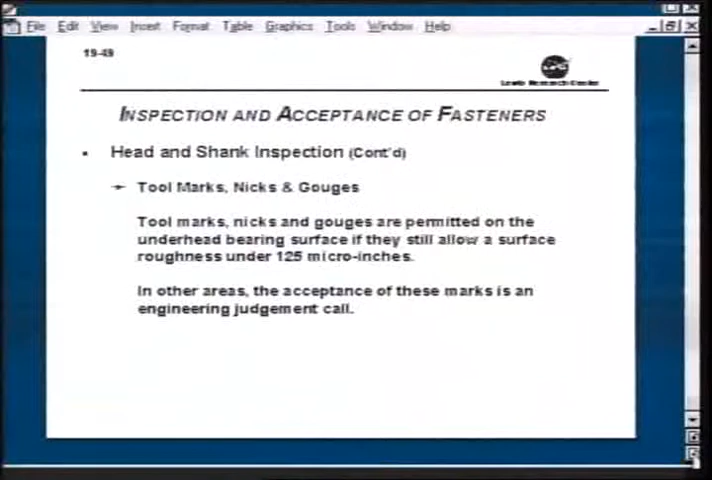 File Edit View Insert Format Table Graphics Tools Window Help
19-49
Lewis Research Center
INSPECTION AND ACCEPTANCE OF FASTENERS
• Head and Shank Inspection (Cont'd)
Tool Marks, Nicks & Gouges
Tool marks, nicks and gouges are permitted on the
underhead bearing surface if they still allow a surface
roughness under 125 micro-inches.
In other areas, the acceptance of these marks is an
engineering judgement call.